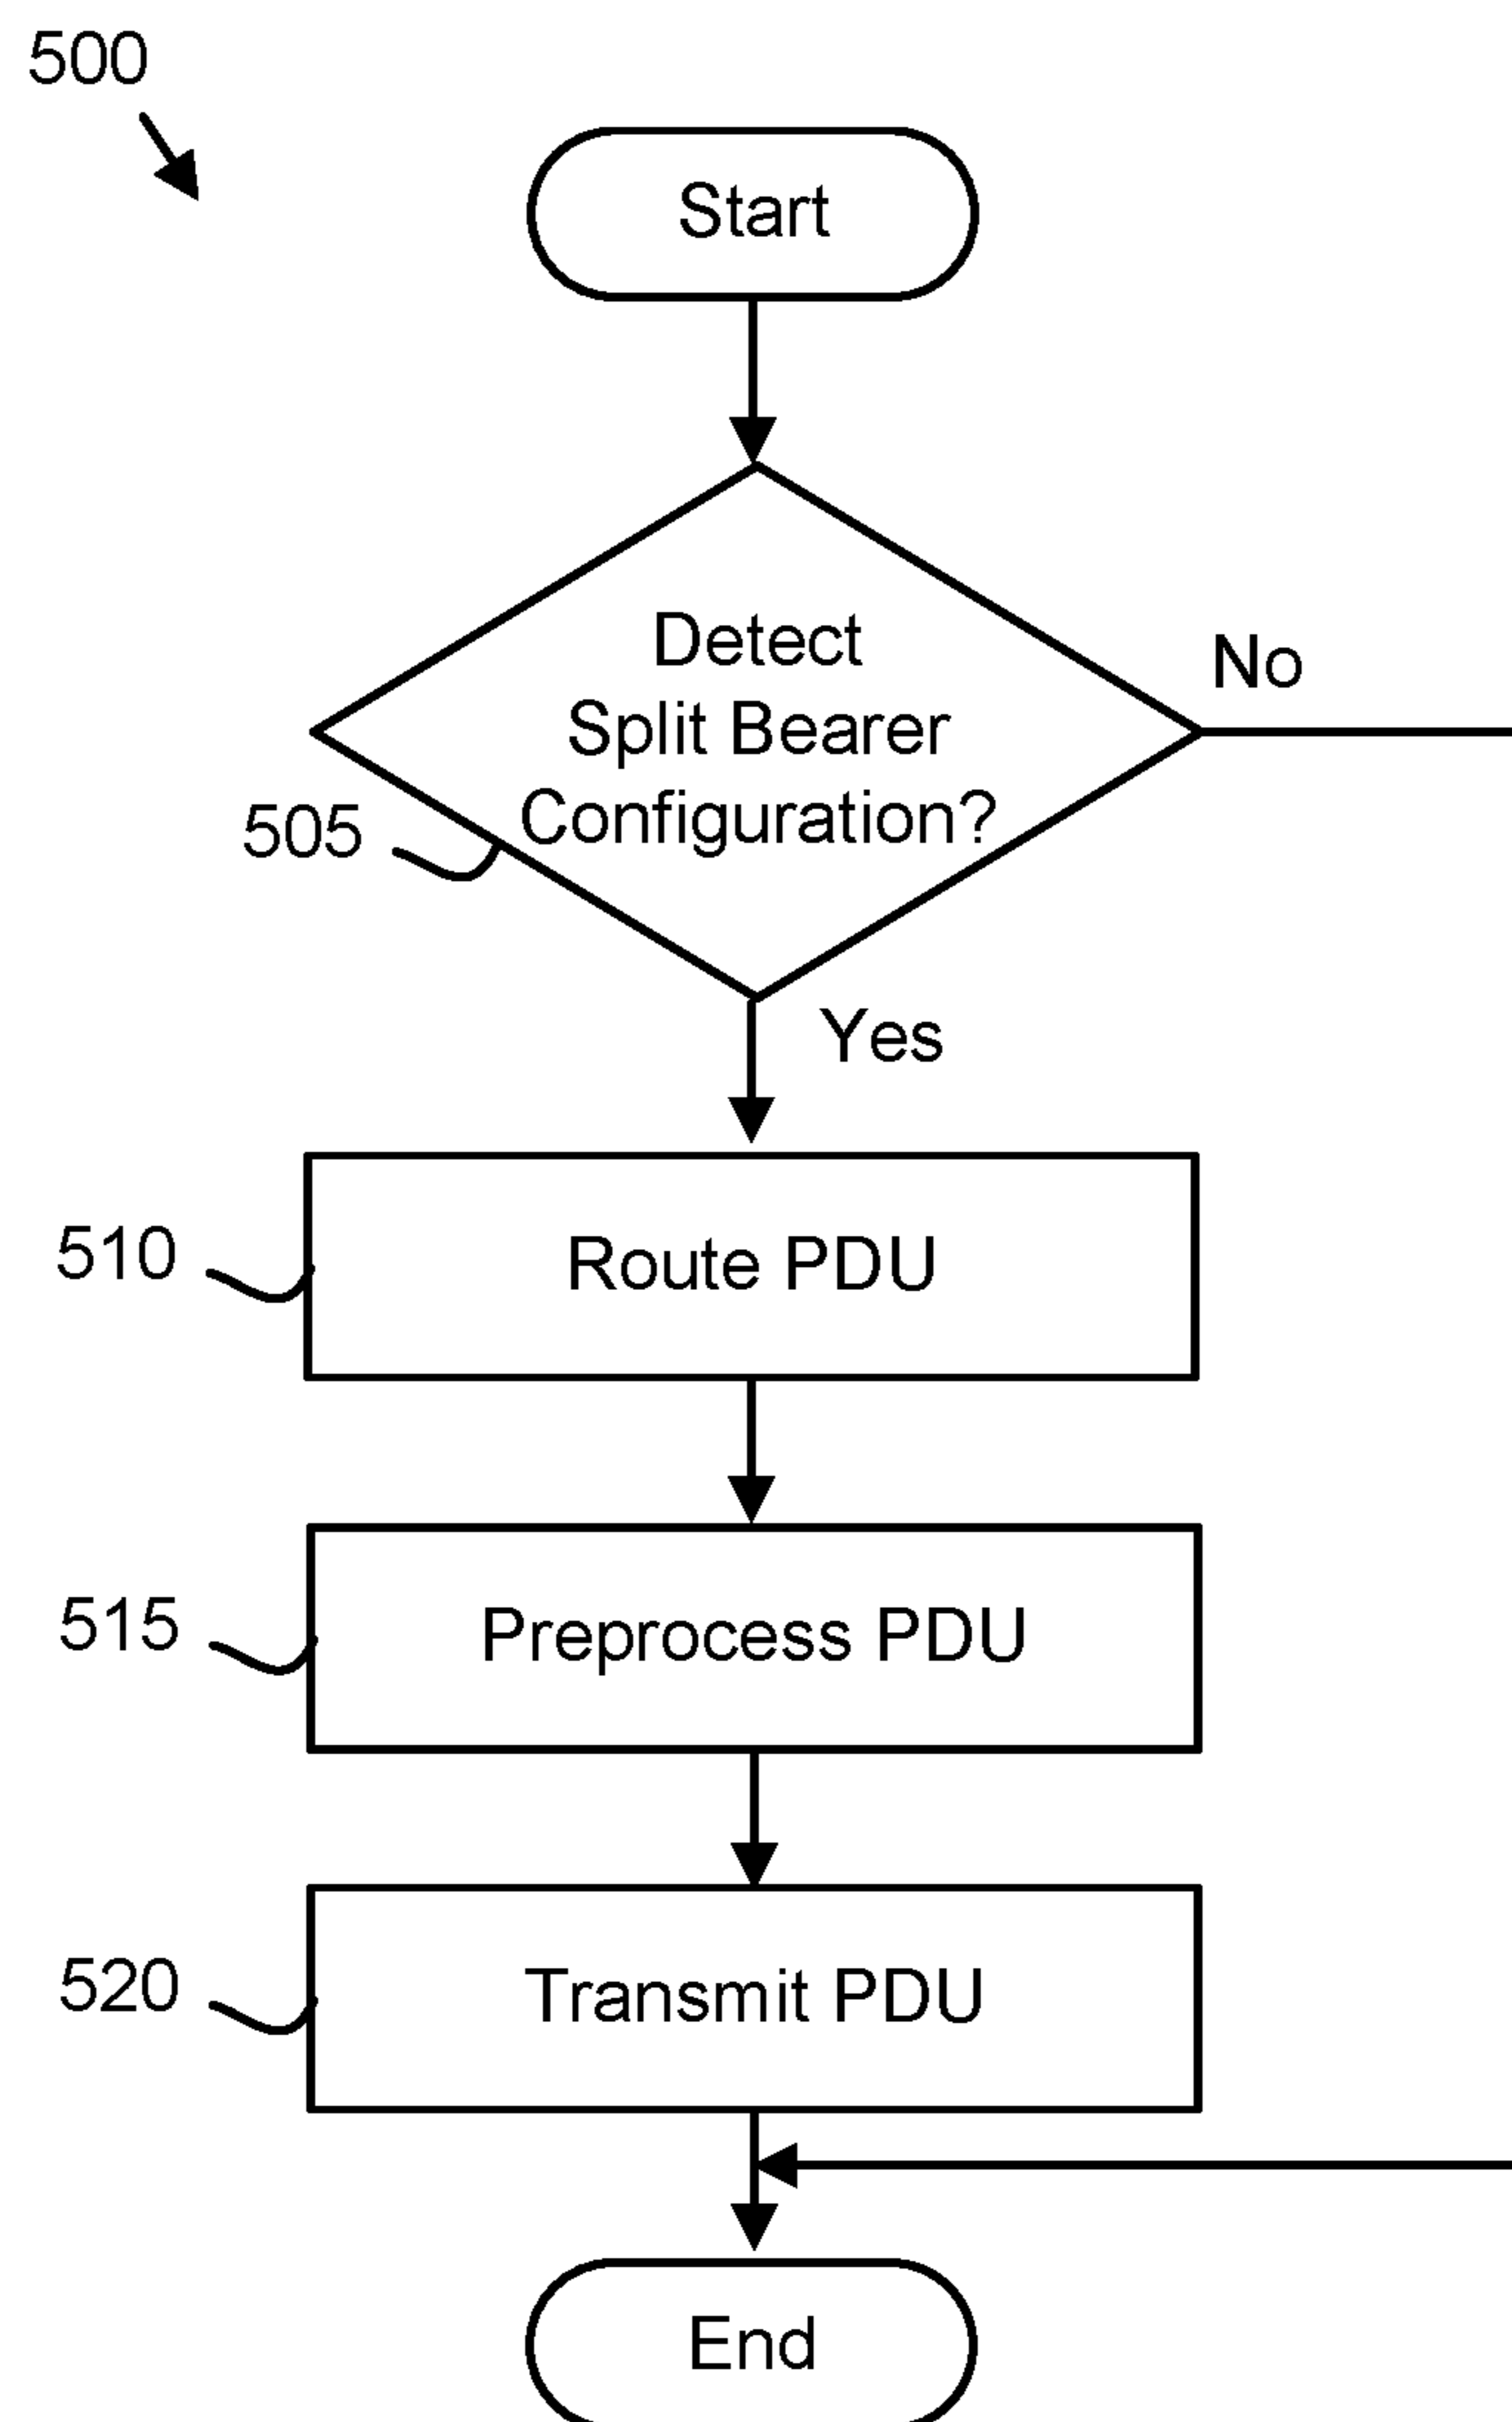 500
Start
Detect
Split Bearer
Configuration?
No
505
Yes
510
Route PDU
515
Preprocess PDU
520
Transmit PDU
End